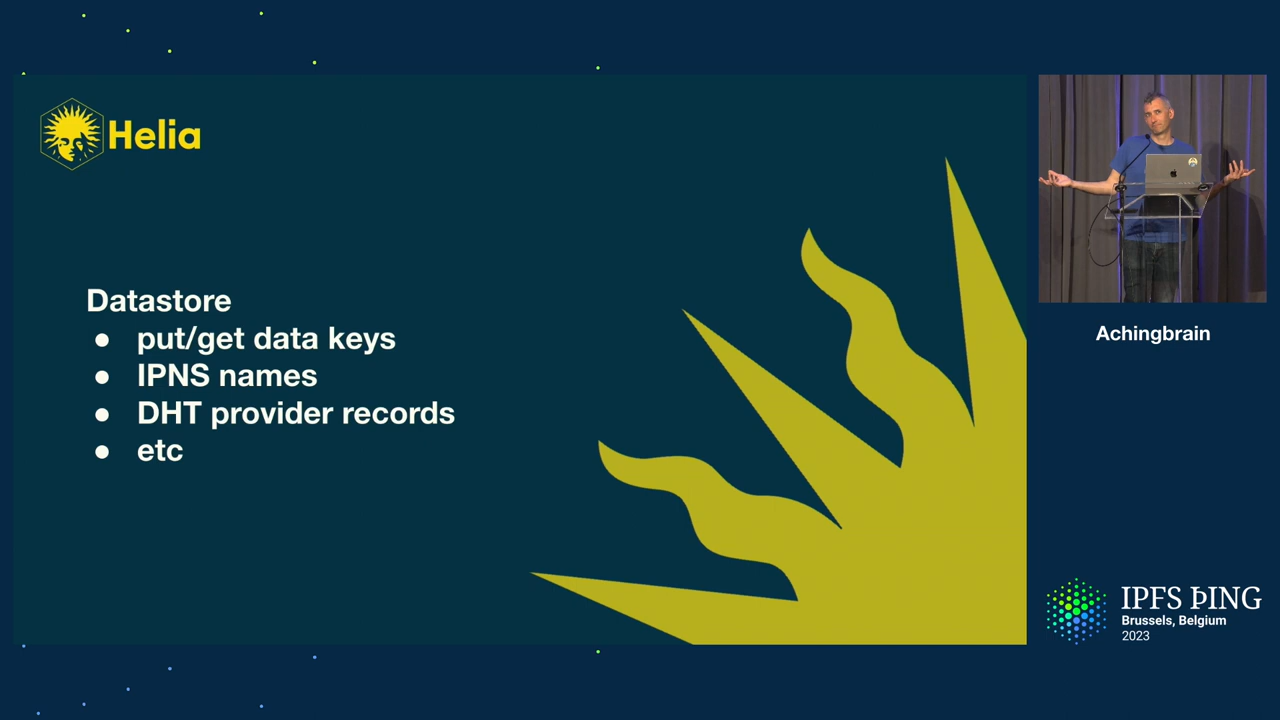 Helia
Datastore
● put/get data keys
● IPNS names
● DHT provider records
● etc
Achingbrain
IPFS ÞING
Brussels, Belgium
2023